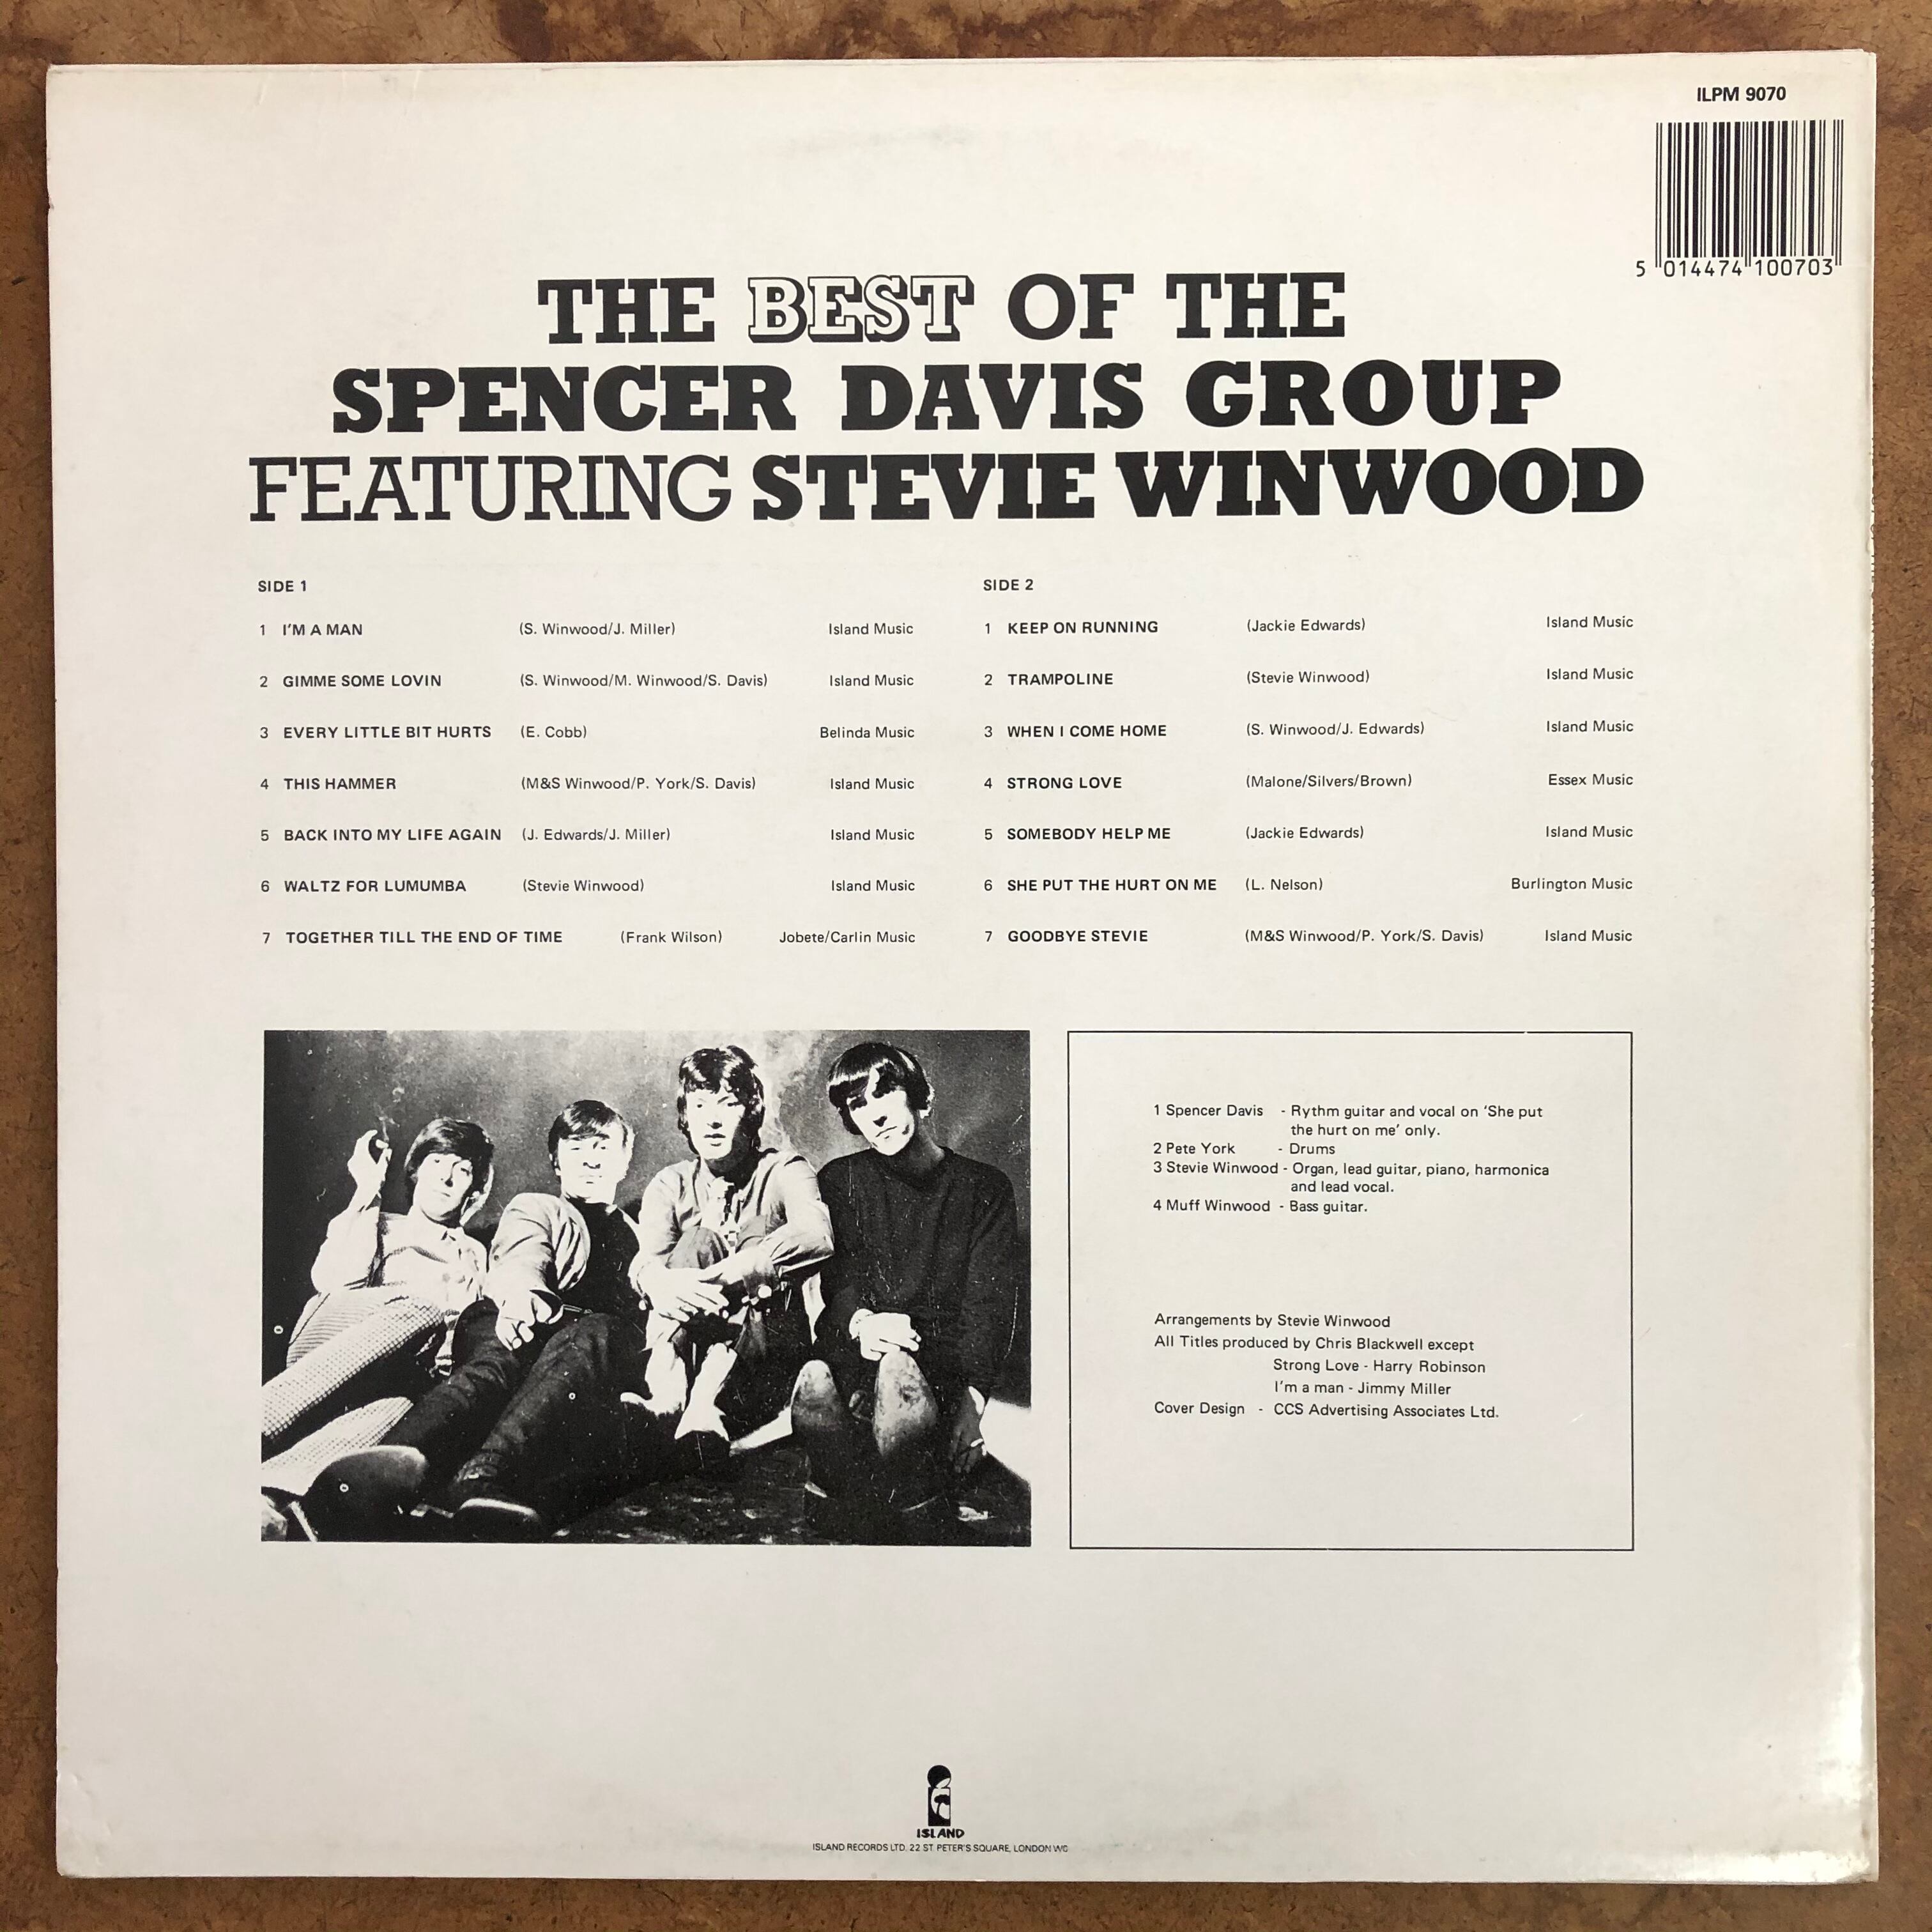 ILPM 9070
5 014474 100703
THE BEST OF THE
SPENCER DAVIS GROUP
FEATURING STEVIE WINWOOD
SIDE 1
1 I'M A MAN (S. Winwood/J. Miller) Island Music
2 GIMME SOME LOVIN (S. Winwood/M. Winwood/S. Davis) Island Music
3 EVERY LITTLE BIT HURTS (E. Cobb) Belinda Music
4 THIS HAMMER (M&S Winwood/P. York/S. Davis) Island Music
5 BACK INTO MY LIFE AGAIN (J. Edwards/J. Miller) Island Music
6 WALTZ FOR LUMUMBA (Stevie Winwood) Island Music
7 TOGETHER TILL THE END OF TIME (Frank Wilson) Jobete/Carlin Music
SIDE 2
1 KEEP ON RUNNING (Jackie Edwards) Island Music
2 TRAMPOLINE (Stevie Winwood) Island Music
3 WHEN I COME HOME (S. Winwood/J. Edwards) Island Music
4 STRONG LOVE (Malone/Silvers/Brown) Essex Music
5 SOMEBODY HELP ME (Jackie Edwards) Island Music
6 SHE PUT THE HURT ON ME (L. Nelson) Burlington Music
7 GOODBYE STEVIE (M&S Winwood/P. York/S. Davis) Island Music
1 Spencer Davis - Rythm guitar and vocal on 'She put
the hurt on me' only.
2 Pete York - Drums
3 Stevie Winwood - Organ, lead guitar, piano, harmonica
and lead vocal.
4 Muff Winwood - Bass guitar.
Arrangements by Stevie Winwood
All Titles produced by Chris Blackwell except
Strong Love - Harry Robinson
I'm a man - Jimmy Miller
Cover Design - CCS Advertising Associates Ltd.
ISLAND
ISLAND RECORDS LTD. 22 ST. PETER'S SQUARE, LONDON